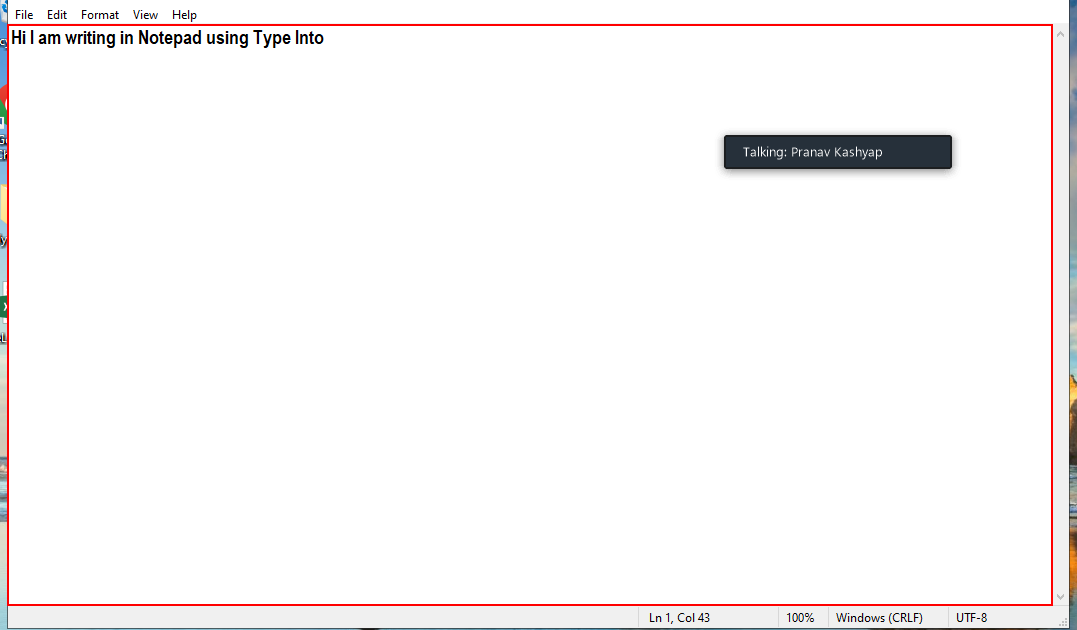 File Edit Format View Help
Hi I am writing in Notepad using Type Into
Talking: Pranav Kashyap
Ln 1, Col 43 100% Windows (CRLF) UTF-8